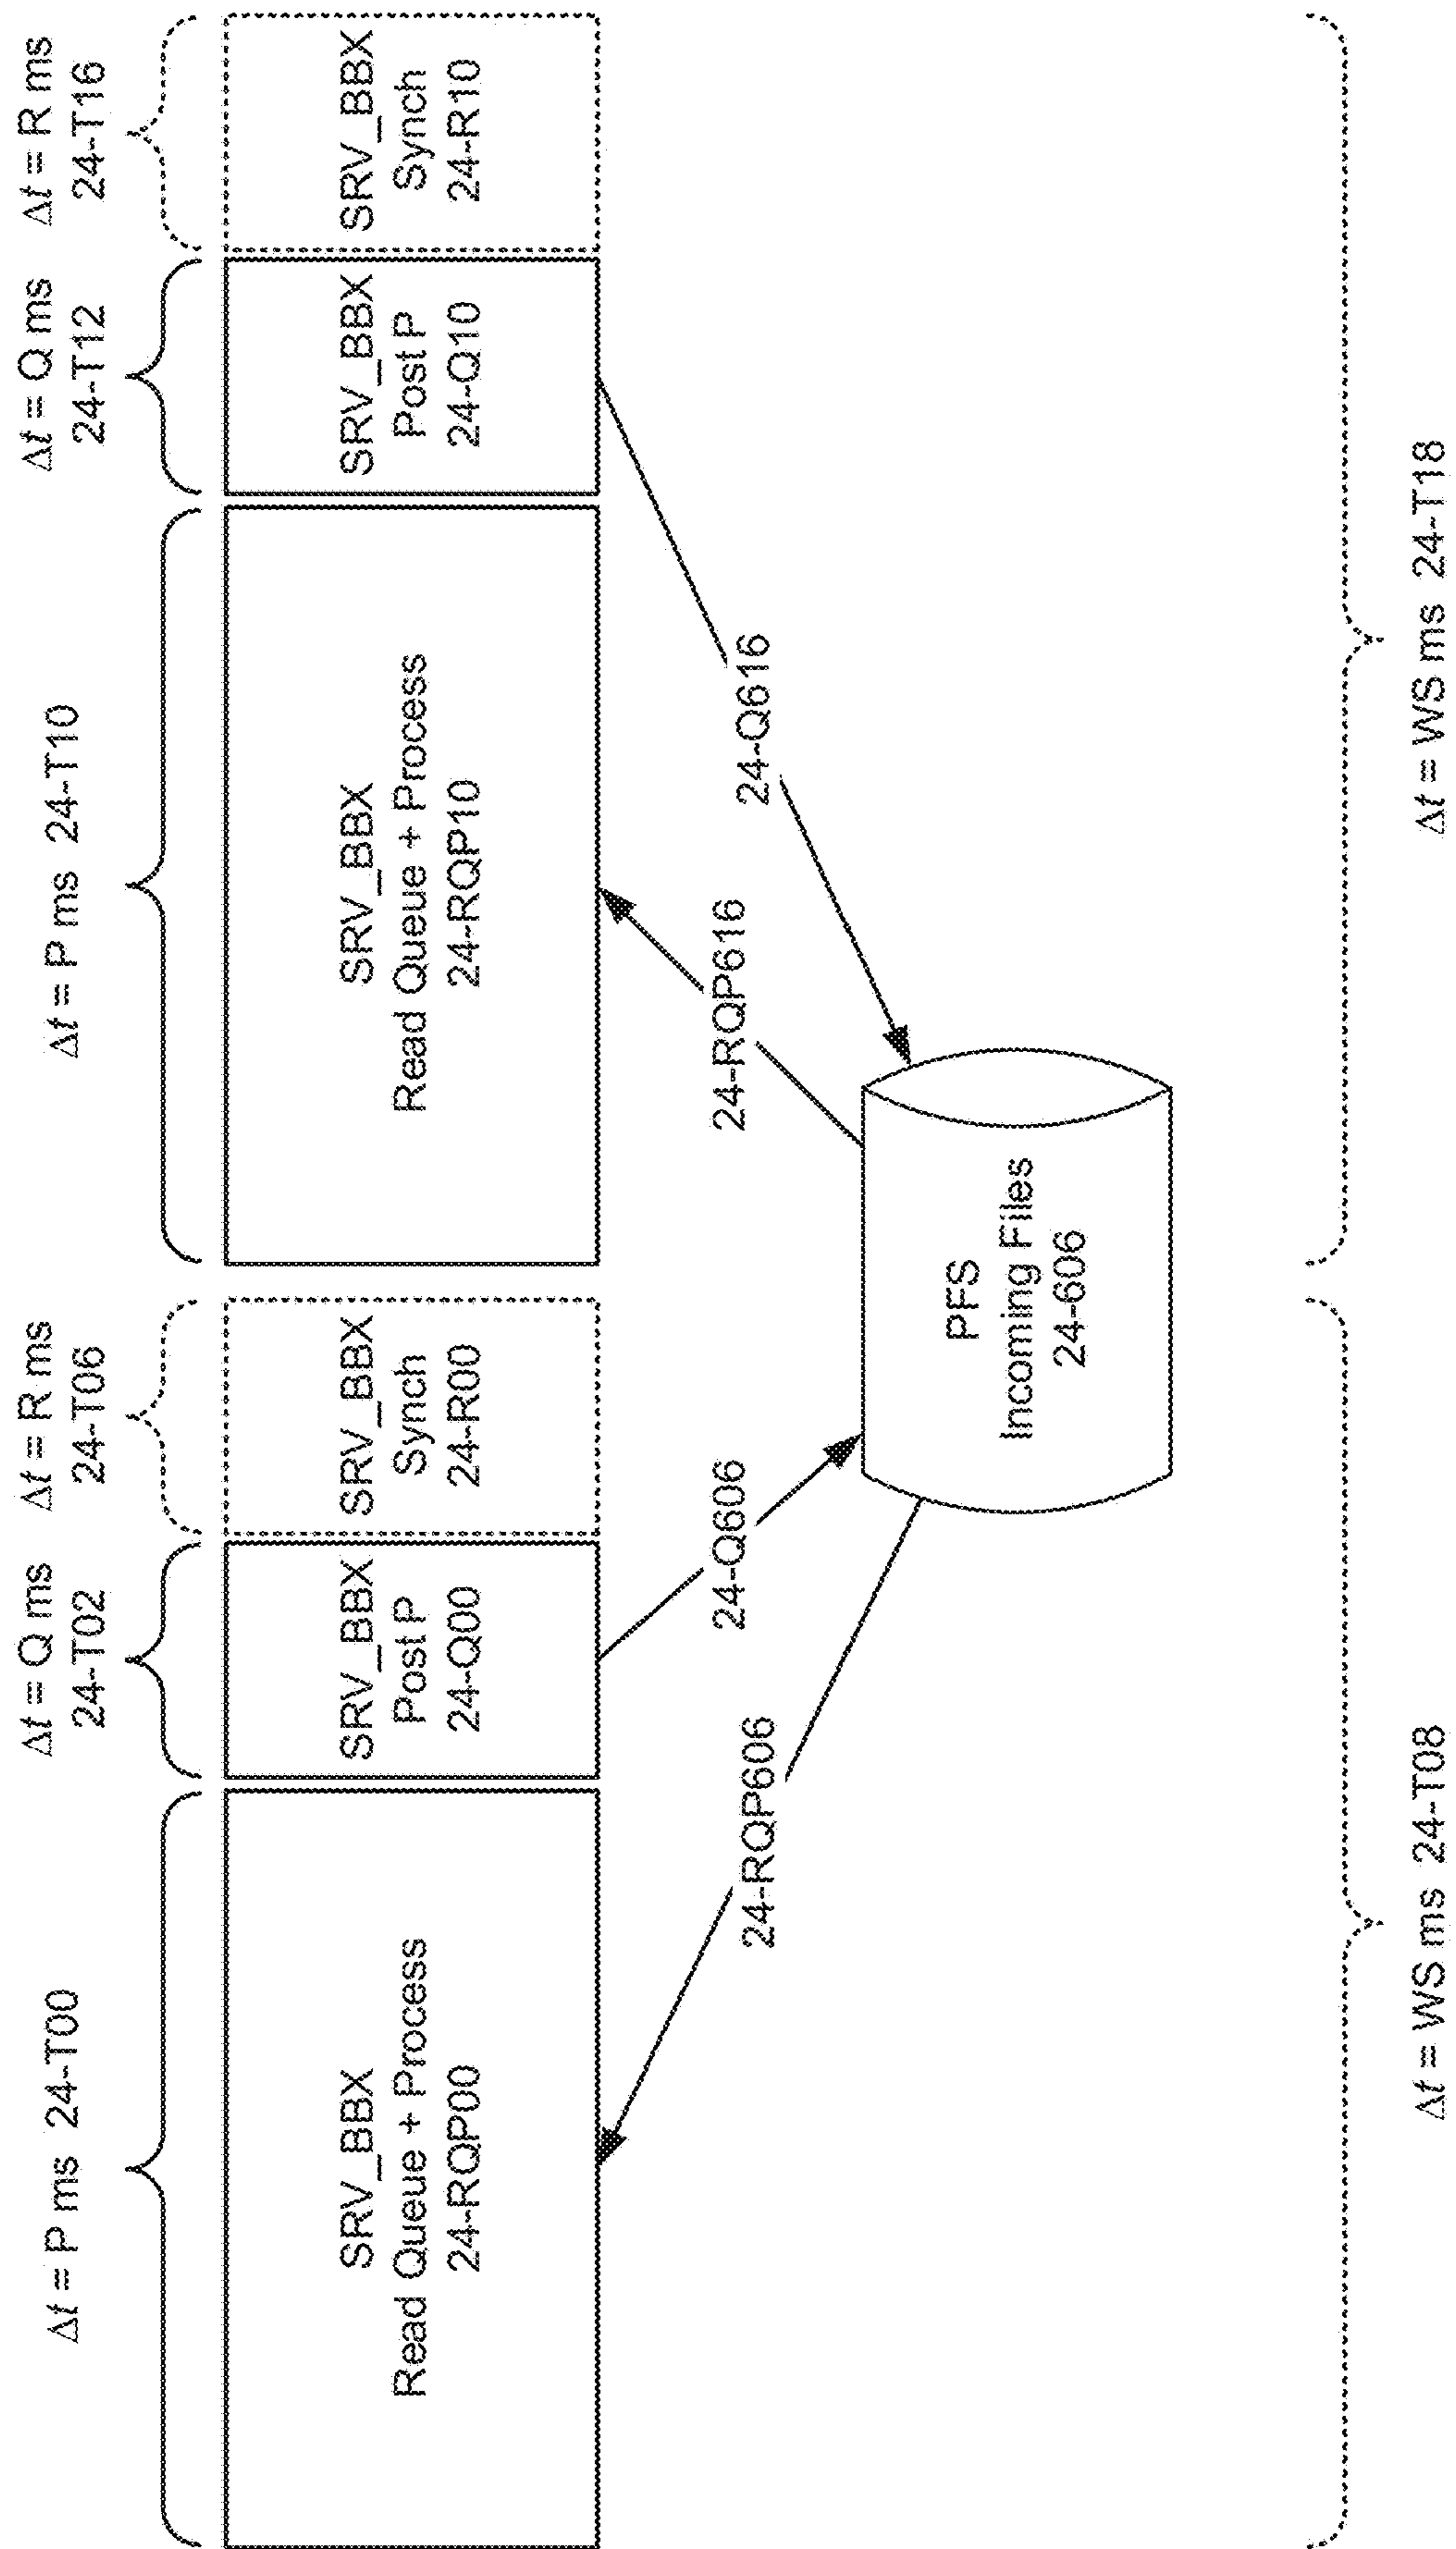 Δt = P ms 24-T00
Δt = Q ms
24-T02
Δt = R ms
24-T06
Δt = P ms 24-T10
Δt = Q ms
24-T12
Δt = R ms
24-T16
SRV_BBX
Read Queue + Process
24-RQP00
SRV_BBX
Post P
24-Q00
SRV_BBX
Synch
24-R00
SRV_BBX
Read Queue + Process
24-RQP10
SRV_BBX
Post P
24-Q10
SRV_BBX
Synch
24-R10
24-RQP606
24-Q606
24-RQP616
24-Q616
PFS
Incoming Files
24-606
Δt = WS ms 24-T08
Δt = WS ms 24-T18